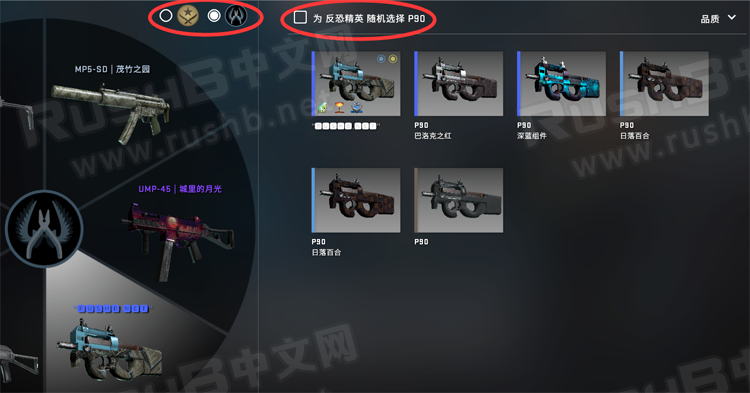 为 反恐精英 随机选择 P90
品质
MP5-SD | 茂竹之园
P90
巴洛克之红
P90
深蓝组件
P90
日落百合
UMP-45 | 城里的月光
P90
日落百合
P90
RUSHB中文网
www.rushb.net